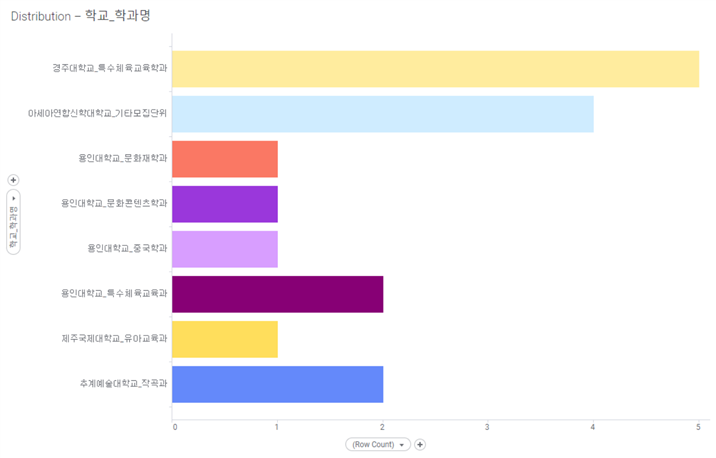 Distribution – 학교_학과명
경주대학교_특수체육교육학과
아세아연합신학대학교_기타모집단위
용인대학교_문화재학과
용인대학교_문화콘텐츠학과
용인대학교_중국학과
용인대학교_특수체육교육과
제주국제대학교_유아교육과
추계예술대학교_작곡과
학교_학과명
0 1 2 3 4 5
(Row Count)